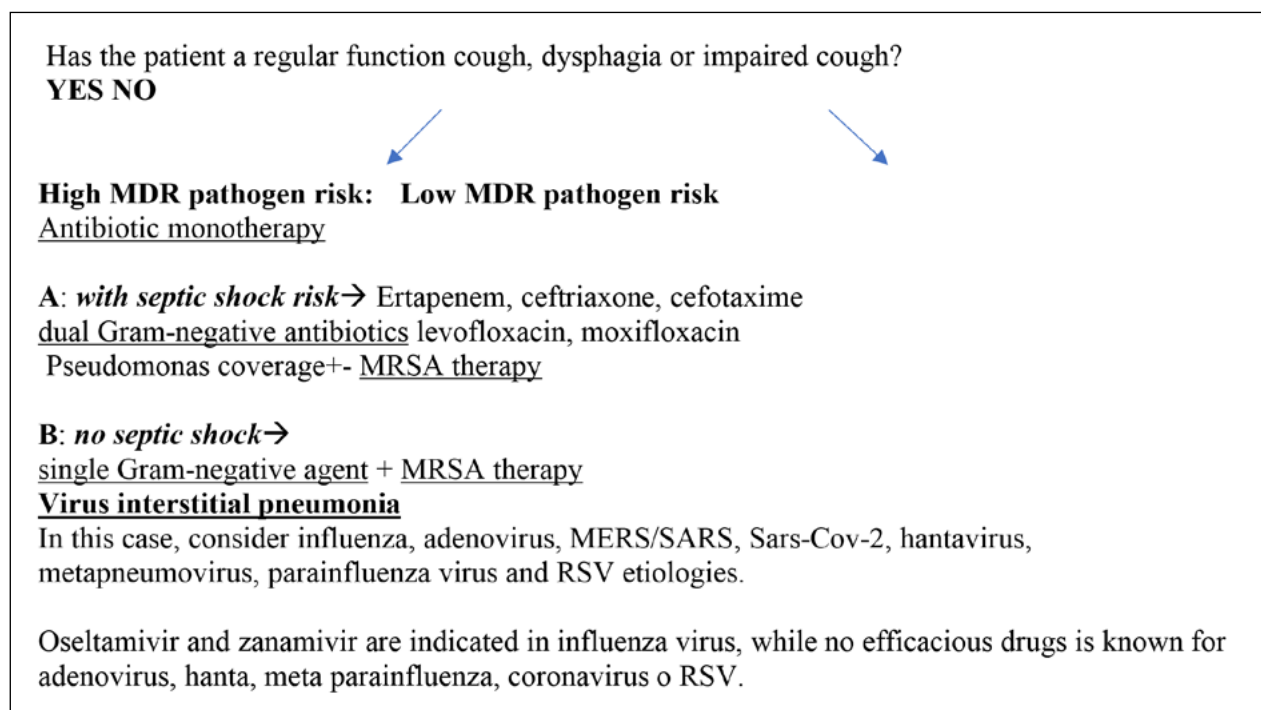 Has the patient a regular function cough, dysphagia or impaired cough?
YES NO
High MDR pathogen risk: Low MDR pathogen risk
Antibiotic monotherapy
A: with septic shock risk→ Ertapenem, ceftriaxone, cefotaxime
dual Gram-negative antibiotics levofloxacin, moxifloxacin
Pseudomonas coverage+- MRSA therapy
B: no septic shock→
single Gram-negative agent + MRSA therapy
Virus interstitial pneumonia
In this case, consider influenza, adenovirus, MERS/SARS, Sars-Cov-2, hantavirus,
metapneumovirus, parainfluenza virus and RSV etiologies.
Oseltamivir and zanamivir are indicated in influenza virus, while no efficacious drugs is known for
adenovirus, hanta, meta parainfluenza, coronavirus o RSV.